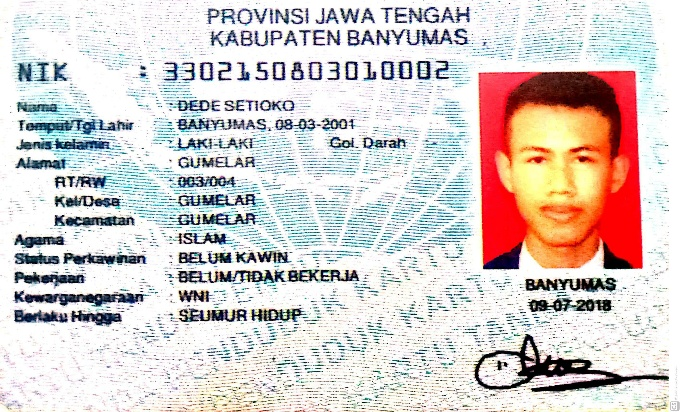 PROVINSI JAWA TENGAH
KABUPATEN BANYUMAS
NIK : 3302150803010002
Nama : DEDE SETIOKO
Tempat/Tgl Lahir : BANYUMAS, 08-03-2001
Jenis kelamin : LAKI-LAKI Gol. Darah -
Alamat : GUMELAR
RT/RW : 003/004
Kel/Desa : GUMELAR
Kecamatan : GUMELAR
Agama : ISLAM
Status Perkawinan : BELUM KAWIN
Pekerjaan : BELUM/TIDAK BEKERJA
Kewarganegaraan : WNI
Berlaku Hingga : SEUMUR HIDUP
BANYUMAS
09-07-2018